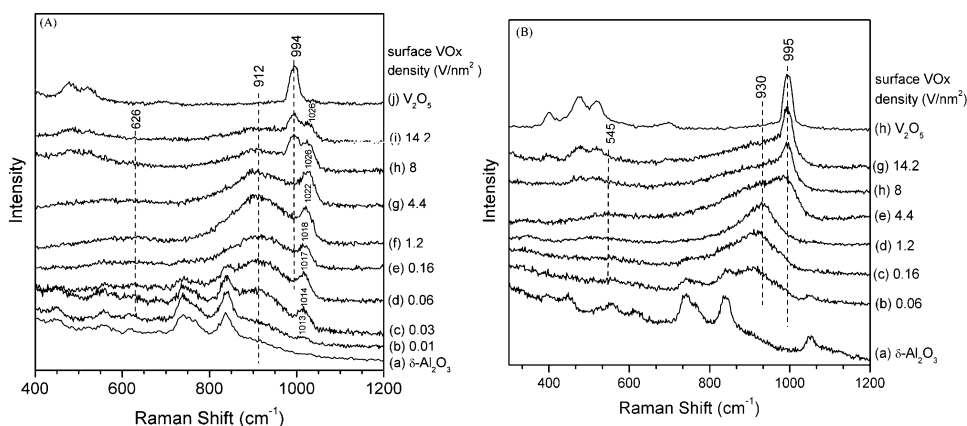 (A)
626
912
994
surface VOx
density (V/nm²)
(j) V₂O₅
1026
(i) 14.2
(h) 8
1026
(g) 4.4
1022
(f) 1.2
1018
(e) 0.16
1017
(d) 0.06
1014
(c) 0.03
1013
(b) 0.01
(a) δ-Al₂O₃
Intensity
400 600 800 1000 1200
Raman Shift (cm⁻¹)
(B)
545
930
995
surface VOx
density (V/nm²)
(h) V₂O₅
(g) 14.2
(h) 8
(e) 4.4
(d) 1.2
(c) 0.16
(b) 0.06
(a) δ-Al₂O₃
Intensity
400 600 800 1000 1200
Raman Shift (cm⁻¹)